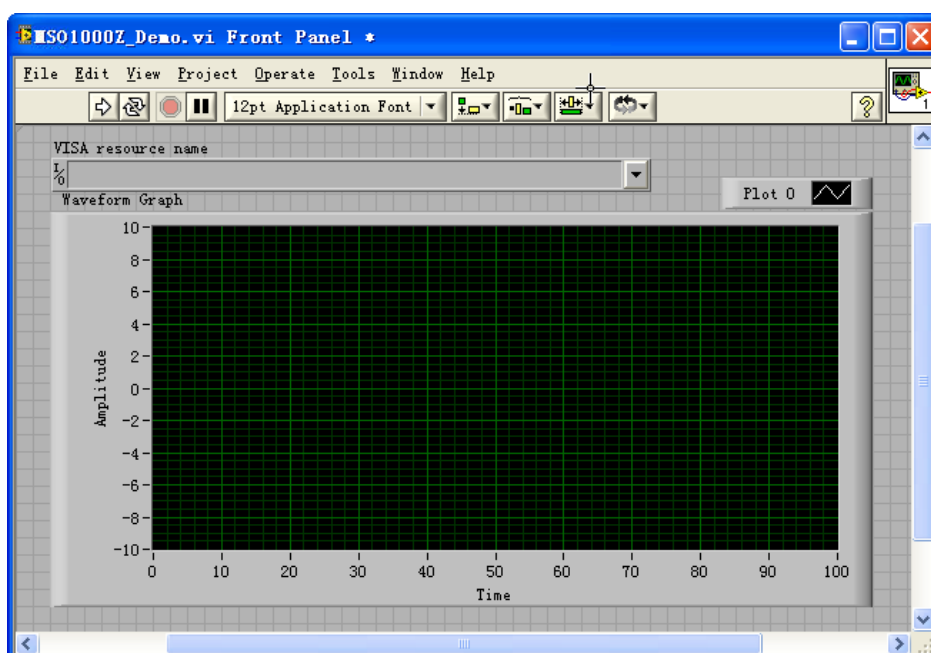 MSO1000Z_Demo.vi Front Panel *
File Edit View Project Operate Tools Window Help
12pt Application Font
?
1
VISA resource name
I/O
Waveform Graph
Plot 0
10
8
6
4
2
0
-2
-4
-6
-8
-10
Amplitude
0 10 20 30 40 50 60 70 80 90 100
Time